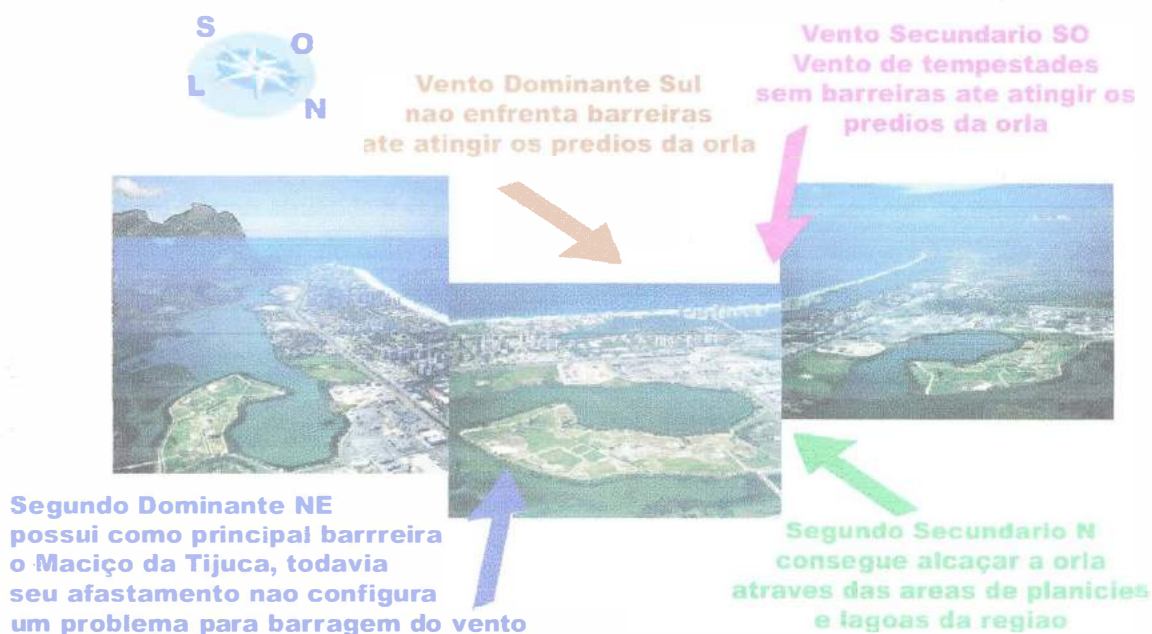 S
O
L
N
Vento Dominante Sul
nao enfrenta barreiras
ate atingir os predios da orla
Vento Secundario SO
Vento de tempestades
sem barreiras ate atingir os
predios da orla
Segundo Dominante NE
possui como principal barrreira
o Maciço da Tijuca, todavia
seu afastamento nao configura
um problema para barragem do vento
Segundo Secundario N
consegue alcaçar a orla
atraves das areas de planicies
e lagoas da regiao